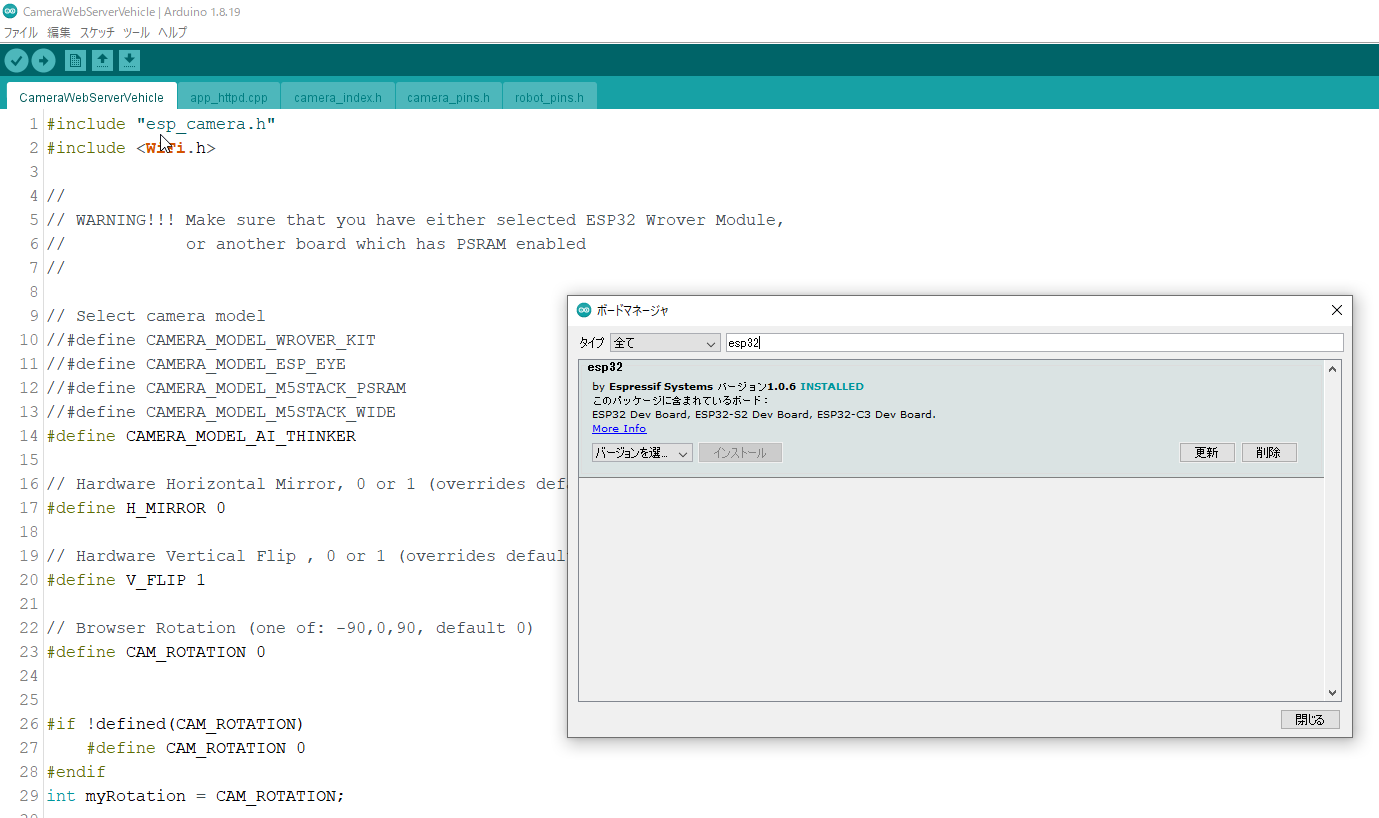 CameraWebServerVehicle | Arduino 1.8.19
ファイル 編集 スケッチ ツール ヘルプ
CameraWebServerVehicle app_httpd.cpp camera_index.h camera_pins.h robot_pins.h
1 #include "esp_camera.h"
2 #include <WiFi.h>
3
4 //
5 // WARNING!!! Make sure that you have either selected ESP32 Wrover Module,
6 //            or another board which has PSRAM enabled
7 //
8
9 // Select camera model
10 //#define CAMERA_MODEL_WROVER_KIT
11 //#define CAMERA_MODEL_ESP_EYE
12 //#define CAMERA_MODEL_M5STACK_PSRAM
13 //#define CAMERA_MODEL_M5STACK_WIDE
14 #define CAMERA_MODEL_AI_THINKER
15
16 // Hardware Horizontal Mirror, 0 or 1 (overrides def
17 #define H_MIRROR 0
18
19 // Hardware Vertical Flip , 0 or 1 (overrides defaul
20 #define V_FLIP 1
21
22 // Browser Rotation (one of: -90,0,90, default 0)
23 #define CAM_ROTATION 0
24
25
26 #if !defined(CAM_ROTATION)
27     #define CAM_ROTATION 0
28 #endif
29 int myRotation = CAM_ROTATION;
ボードマネージャ
タイプ 全て esp32
esp32
by Espressif Systems バージョン1.0.6 INSTALLED
このパッケージに含まれているボード：
ESP32 Dev Board, ESP32-S2 Dev Board, ESP32-C3 Dev Board.
More Info
バージョンを選... インストール 更新 削除
閉じる